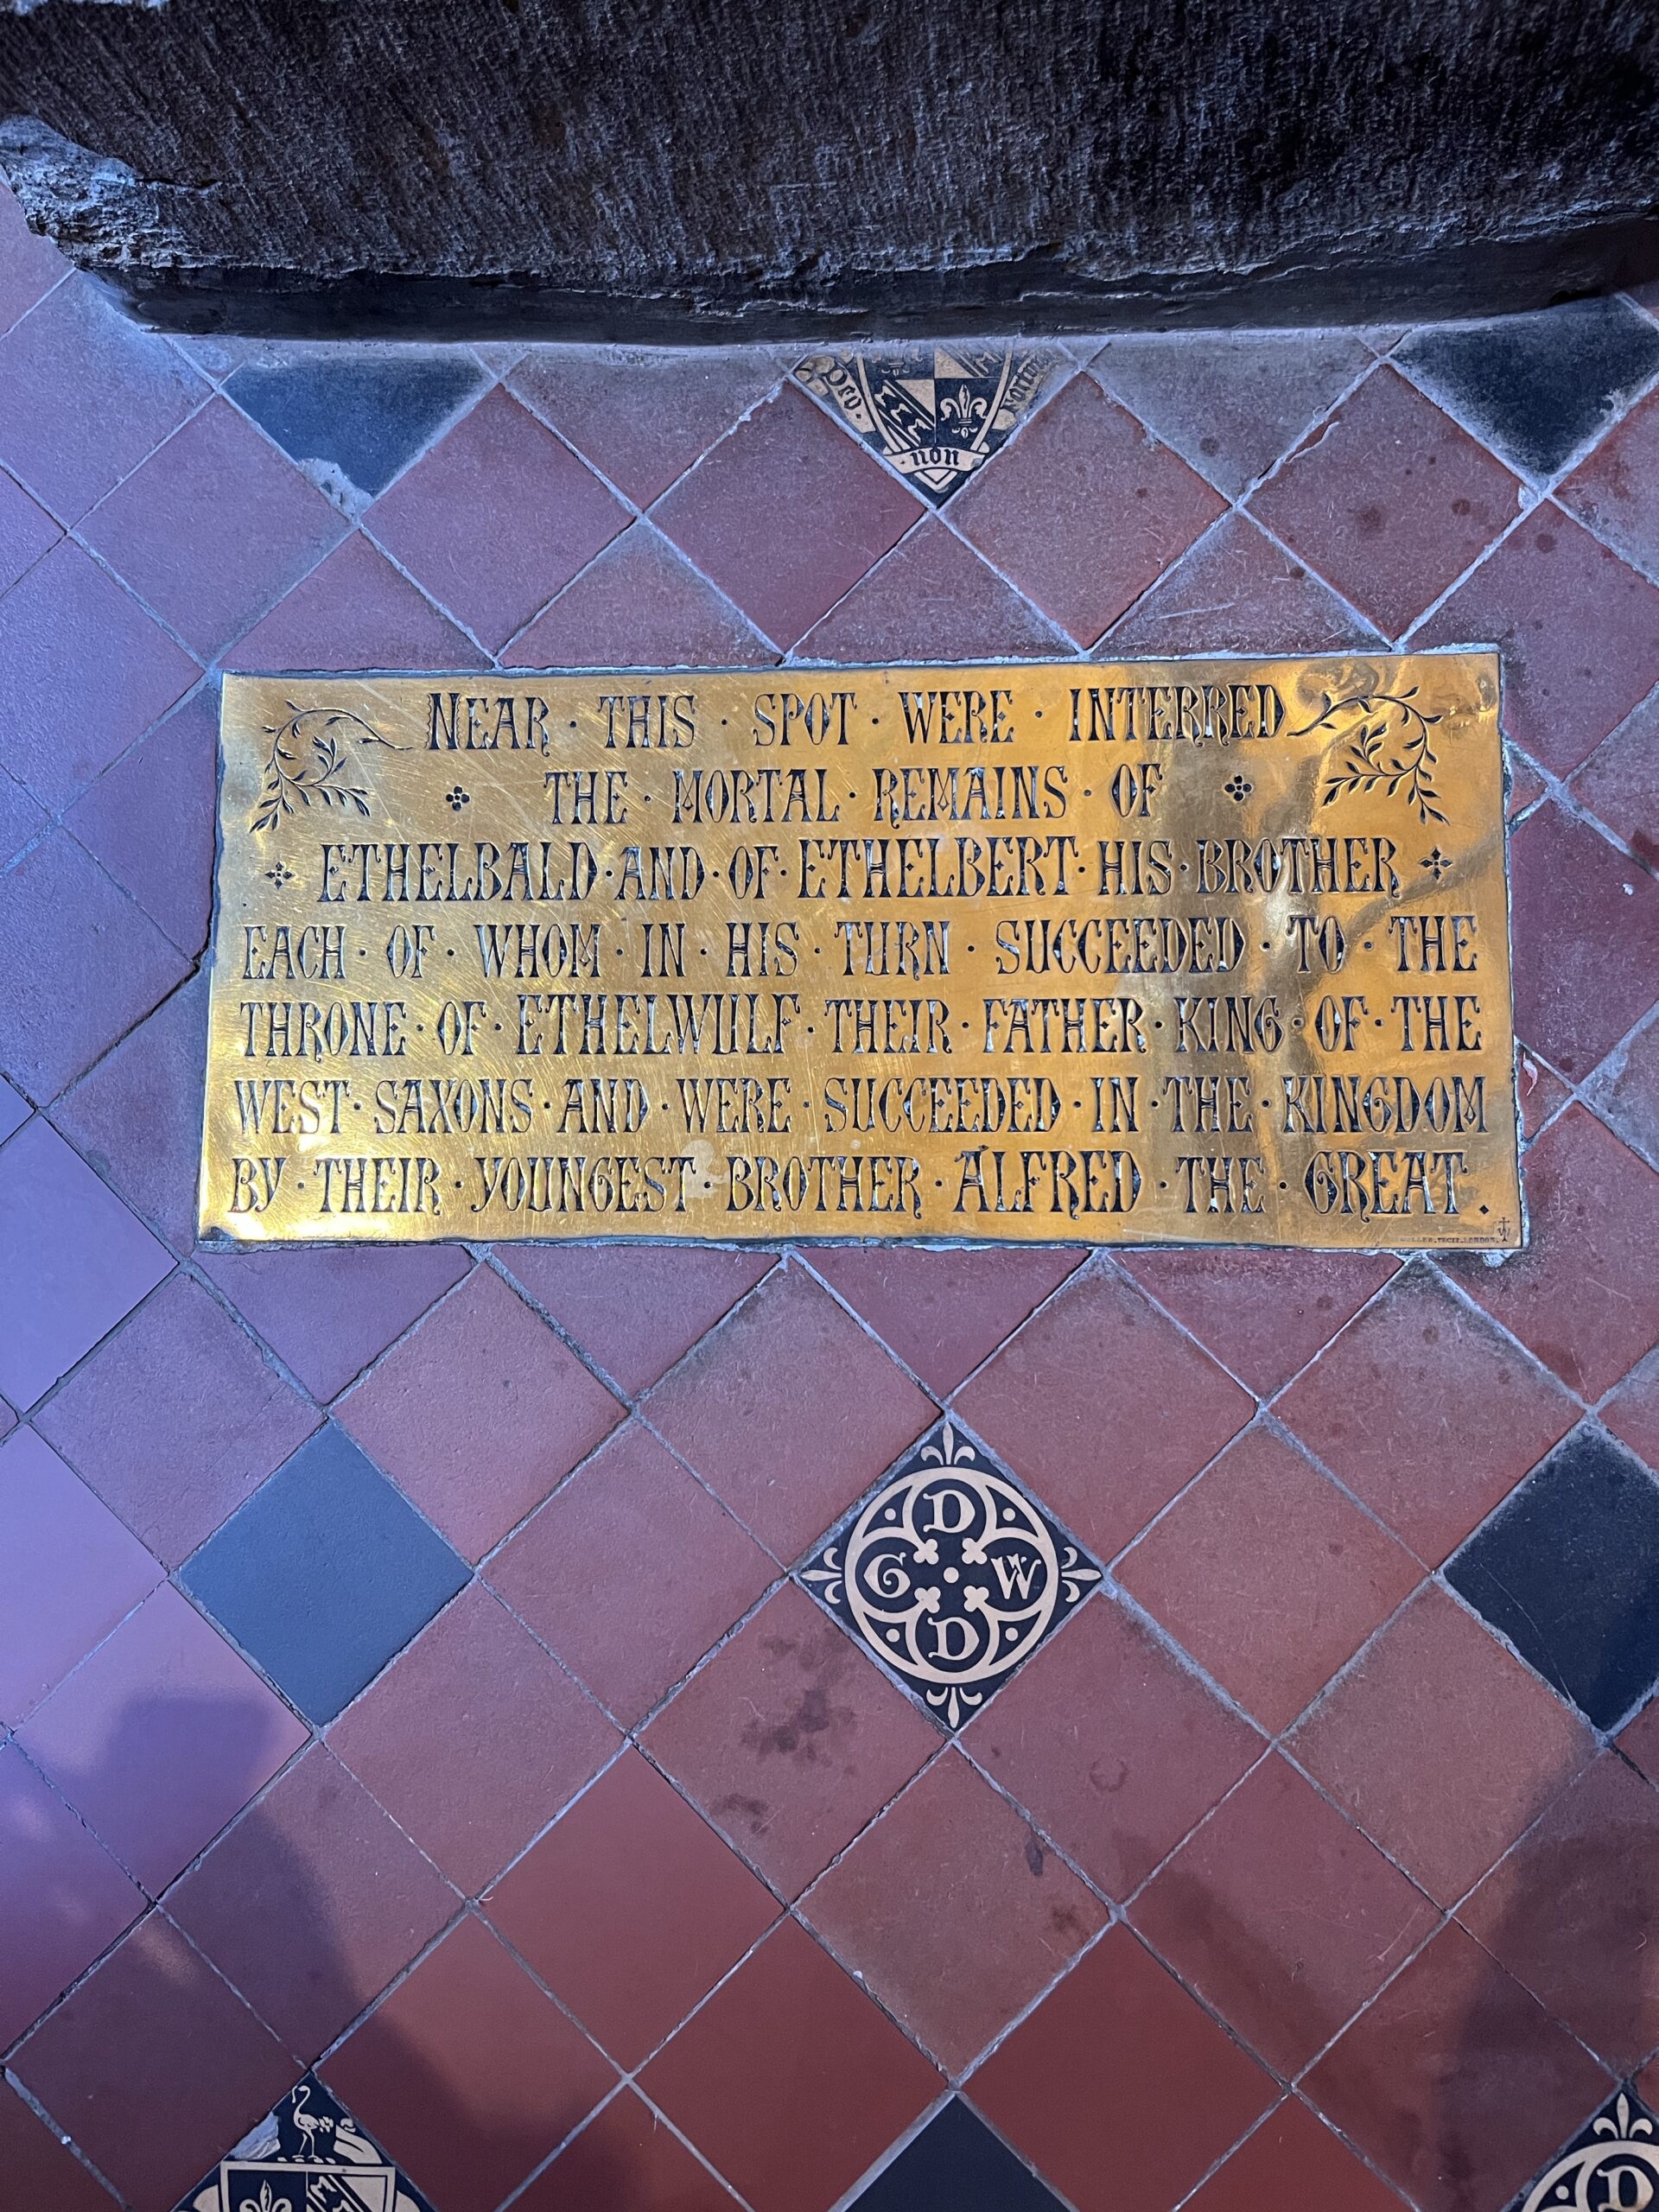 non
NEAR · THIS · SPOT · WERE · INTERRED
THE · MORTAL · REMAINS · OF
ETHELBALD · AND · OF · ETHELBERT · HIS · BROTHER
EACH · OF · WHOM · IN · HIS · TURN · SUCCEEDED · TO · THE
THRONE · OF · ETHELWULF · THEIR · FATHER · KING · OF · THE
WEST · SAXONS · AND · WERE · SUCCEEDED · IN · THE · KINGDOM
BY · THEIR · YOUNGEST · BROTHER · ALFRED · THE · GREAT.
FECIT. LONDON.
D
G W
D
D